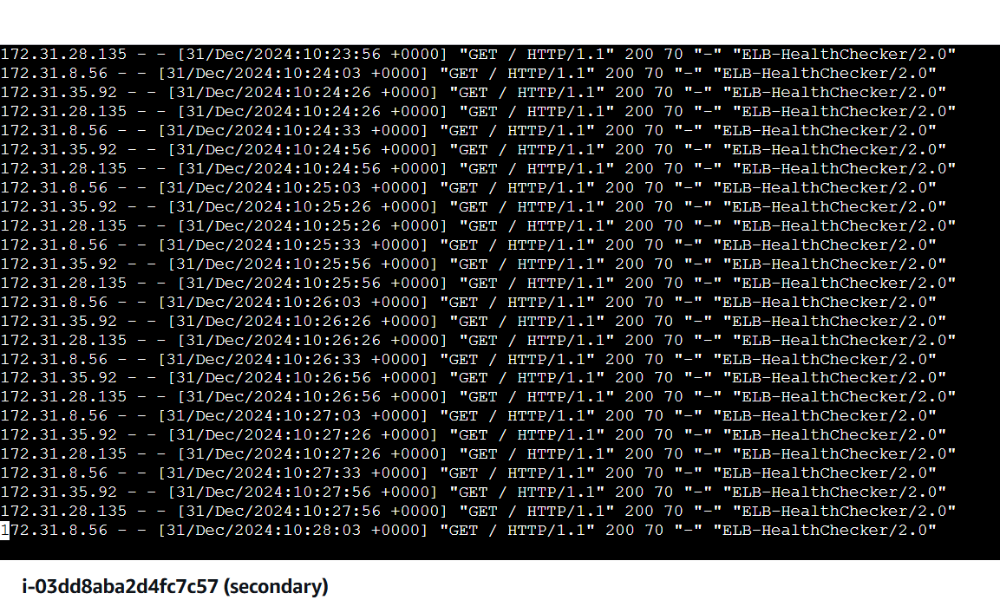 172.31.28.135 - - [31/Dec/2024:10:23:56 +0000] "GET / HTTP/1.1" 200 70 "-" "ELB-HealthChecker/2.0"
172.31.8.56 - - [31/Dec/2024:10:24:03 +0000] "GET / HTTP/1.1" 200 70 "-" "ELB-HealthChecker/2.0"
172.31.35.92 - - [31/Dec/2024:10:24:26 +0000] "GET / HTTP/1.1" 200 70 "-" "ELB-HealthChecker/2.0"
172.31.28.135 - - [31/Dec/2024:10:24:26 +0000] "GET / HTTP/1.1" 200 70 "-" "ELB-HealthChecker/2.0"
172.31.8.56 - - [31/Dec/2024:10:24:33 +0000] "GET / HTTP/1.1" 200 70 "-" "ELB-HealthChecker/2.0"
172.31.35.92 - - [31/Dec/2024:10:24:56 +0000] "GET / HTTP/1.1" 200 70 "-" "ELB-HealthChecker/2.0"
172.31.28.135 - - [31/Dec/2024:10:24:56 +0000] "GET / HTTP/1.1" 200 70 "-" "ELB-HealthChecker/2.0"
172.31.8.56 - - [31/Dec/2024:10:25:03 +0000] "GET / HTTP/1.1" 200 70 "-" "ELB-HealthChecker/2.0"
172.31.35.92 - - [31/Dec/2024:10:25:26 +0000] "GET / HTTP/1.1" 200 70 "-" "ELB-HealthChecker/2.0"
172.31.28.135 - - [31/Dec/2024:10:25:26 +0000] "GET / HTTP/1.1" 200 70 "-" "ELB-HealthChecker/2.0"
172.31.8.56 - - [31/Dec/2024:10:25:33 +0000] "GET / HTTP/1.1" 200 70 "-" "ELB-HealthChecker/2.0"
172.31.35.92 - - [31/Dec/2024:10:25:56 +0000] "GET / HTTP/1.1" 200 70 "-" "ELB-HealthChecker/2.0"
172.31.28.135 - - [31/Dec/2024:10:25:56 +0000] "GET / HTTP/1.1" 200 70 "-" "ELB-HealthChecker/2.0"
172.31.8.56 - - [31/Dec/2024:10:26:03 +0000] "GET / HTTP/1.1" 200 70 "-" "ELB-HealthChecker/2.0"
172.31.35.92 - - [31/Dec/2024:10:26:26 +0000] "GET / HTTP/1.1" 200 70 "-" "ELB-HealthChecker/2.0"
172.31.28.135 - - [31/Dec/2024:10:26:26 +0000] "GET / HTTP/1.1" 200 70 "-" "ELB-HealthChecker/2.0"
172.31.8.56 - - [31/Dec/2024:10:26:33 +0000] "GET / HTTP/1.1" 200 70 "-" "ELB-HealthChecker/2.0"
172.31.35.92 - - [31/Dec/2024:10:26:56 +0000] "GET / HTTP/1.1" 200 70 "-" "ELB-HealthChecker/2.0"
172.31.28.135 - - [31/Dec/2024:10:26:56 +0000] "GET / HTTP/1.1" 200 70 "-" "ELB-HealthChecker/2.0"
172.31.8.56 - - [31/Dec/2024:10:27:03 +0000] "GET / HTTP/1.1" 200 70 "-" "ELB-HealthChecker/2.0"
172.31.35.92 - - [31/Dec/2024:10:27:26 +0000] "GET / HTTP/1.1" 200 70 "-" "ELB-HealthChecker/2.0"
172.31.28.135 - - [31/Dec/2024:10:27:26 +0000] "GET / HTTP/1.1" 200 70 "-" "ELB-HealthChecker/2.0"
172.31.8.56 - - [31/Dec/2024:10:27:33 +0000] "GET / HTTP/1.1" 200 70 "-" "ELB-HealthChecker/2.0"
172.31.35.92 - - [31/Dec/2024:10:27:56 +0000] "GET / HTTP/1.1" 200 70 "-" "ELB-HealthChecker/2.0"
172.31.28.135 - - [31/Dec/2024:10:27:56 +0000] "GET / HTTP/1.1" 200 70 "-" "ELB-HealthChecker/2.0"
172.31.8.56 - - [31/Dec/2024:10:28:03 +0000] "GET / HTTP/1.1" 200 70 "-" "ELB-HealthChecker/2.0"
i-03dd8aba2d4fc7c57 (secondary)